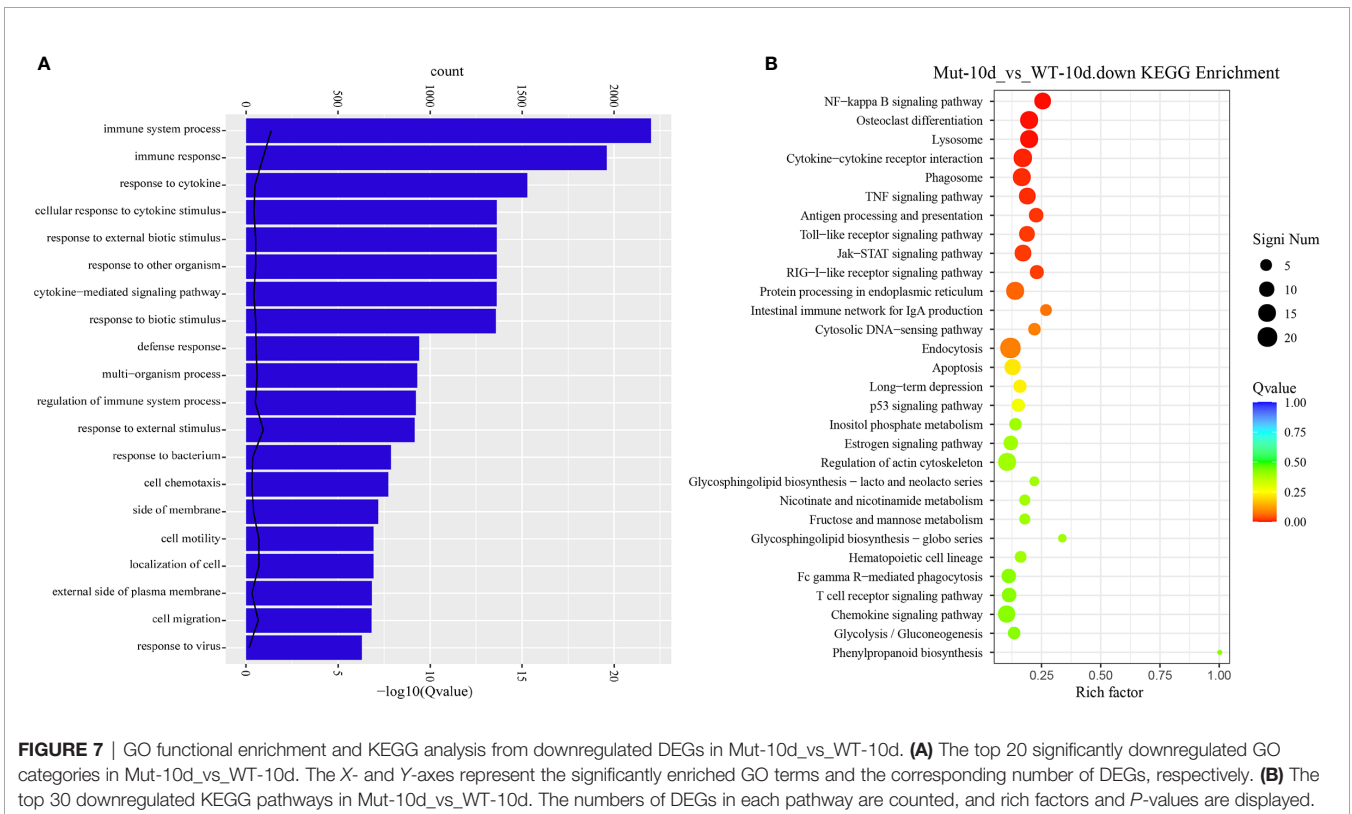 A
count
0 500 1000 1500 2000
immune system process
immune response
response to cytokine
cellular response to cytokine stimulus
response to external biotic stimulus
response to other organism
cytokine−mediated signaling pathway
response to biotic stimulus
defense response
multi−organism process
regulation of immune system process
response to external stimulus
response to bacterium
cell chemotaxis
side of membrane
cell motility
localization of cell
external side of plasma membrane
cell migration
response to virus
0 5 10 15 20
−log10(Qvalue)
B
Mut-10d_vs_WT-10d.down KEGG Enrichment
NF−kappa B signaling pathway
Osteoclast differentiation
Lysosome
Cytokine−cytokine receptor interaction
Phagosome
TNF signaling pathway
Antigen processing and presentation
Toll−like receptor signaling pathway
Jak−STAT signaling pathway
RIG−I−like receptor signaling pathway
Protein processing in endoplasmic reticulum
Intestinal immune network for IgA production
Cytosolic DNA−sensing pathway
Endocytosis
Apoptosis
Long−term depression
p53 signaling pathway
Inositol phosphate metabolism
Estrogen signaling pathway
Regulation of actin cytoskeleton
Glycosphingolipid biosynthesis − lacto and neolacto series
Nicotinate and nicotinamide metabolism
Fructose and mannose metabolism
Glycosphingolipid biosynthesis − globo series
Hematopoietic cell lineage
Fc gamma R−mediated phagocytosis
T cell receptor signaling pathway
Chemokine signaling pathway
Glycolysis / Gluconeogenesis
Phenylpropanoid biosynthesis
0.25 0.50 0.75 1.00
Rich factor
Signi Num
5
10
15
20
Qvalue
1.00
0.75
0.50
0.25
0.00
FIGURE 7 | GO functional enrichment and KEGG analysis from downregulated DEGs in Mut-10d_vs_WT-10d. (A) The top 20 significantly downregulated GO
categories in Mut-10d_vs_WT-10d. The X- and Y-axes represent the significantly enriched GO terms and the corresponding number of DEGs, respectively. (B) The
top 30 downregulated KEGG pathways in Mut-10d_vs_WT-10d. The numbers of DEGs in each pathway are counted, and rich factors and P-values are displayed.